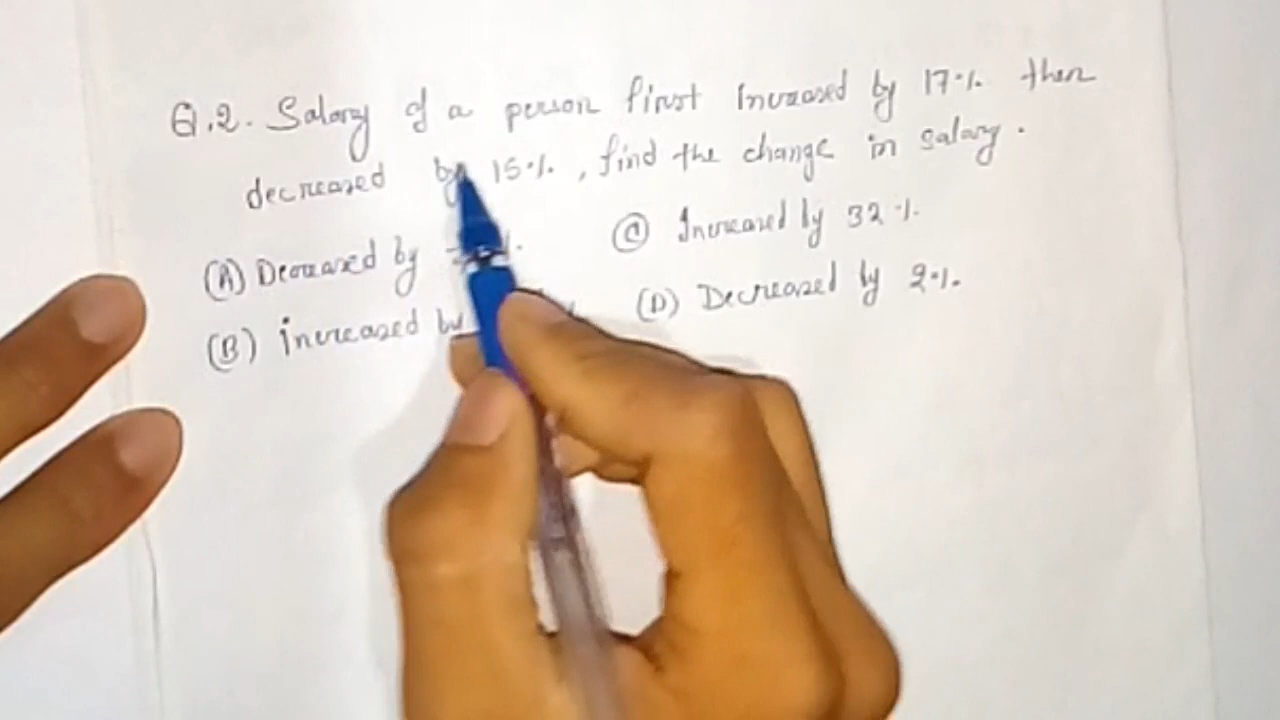 Q.2. Salary of a person first Increased by 17% then
decreased by 15%, find the change in salary.
(A) Decreased by
(C) Increased by 32%.
(B) increased by
(D) Decreased by 2%.